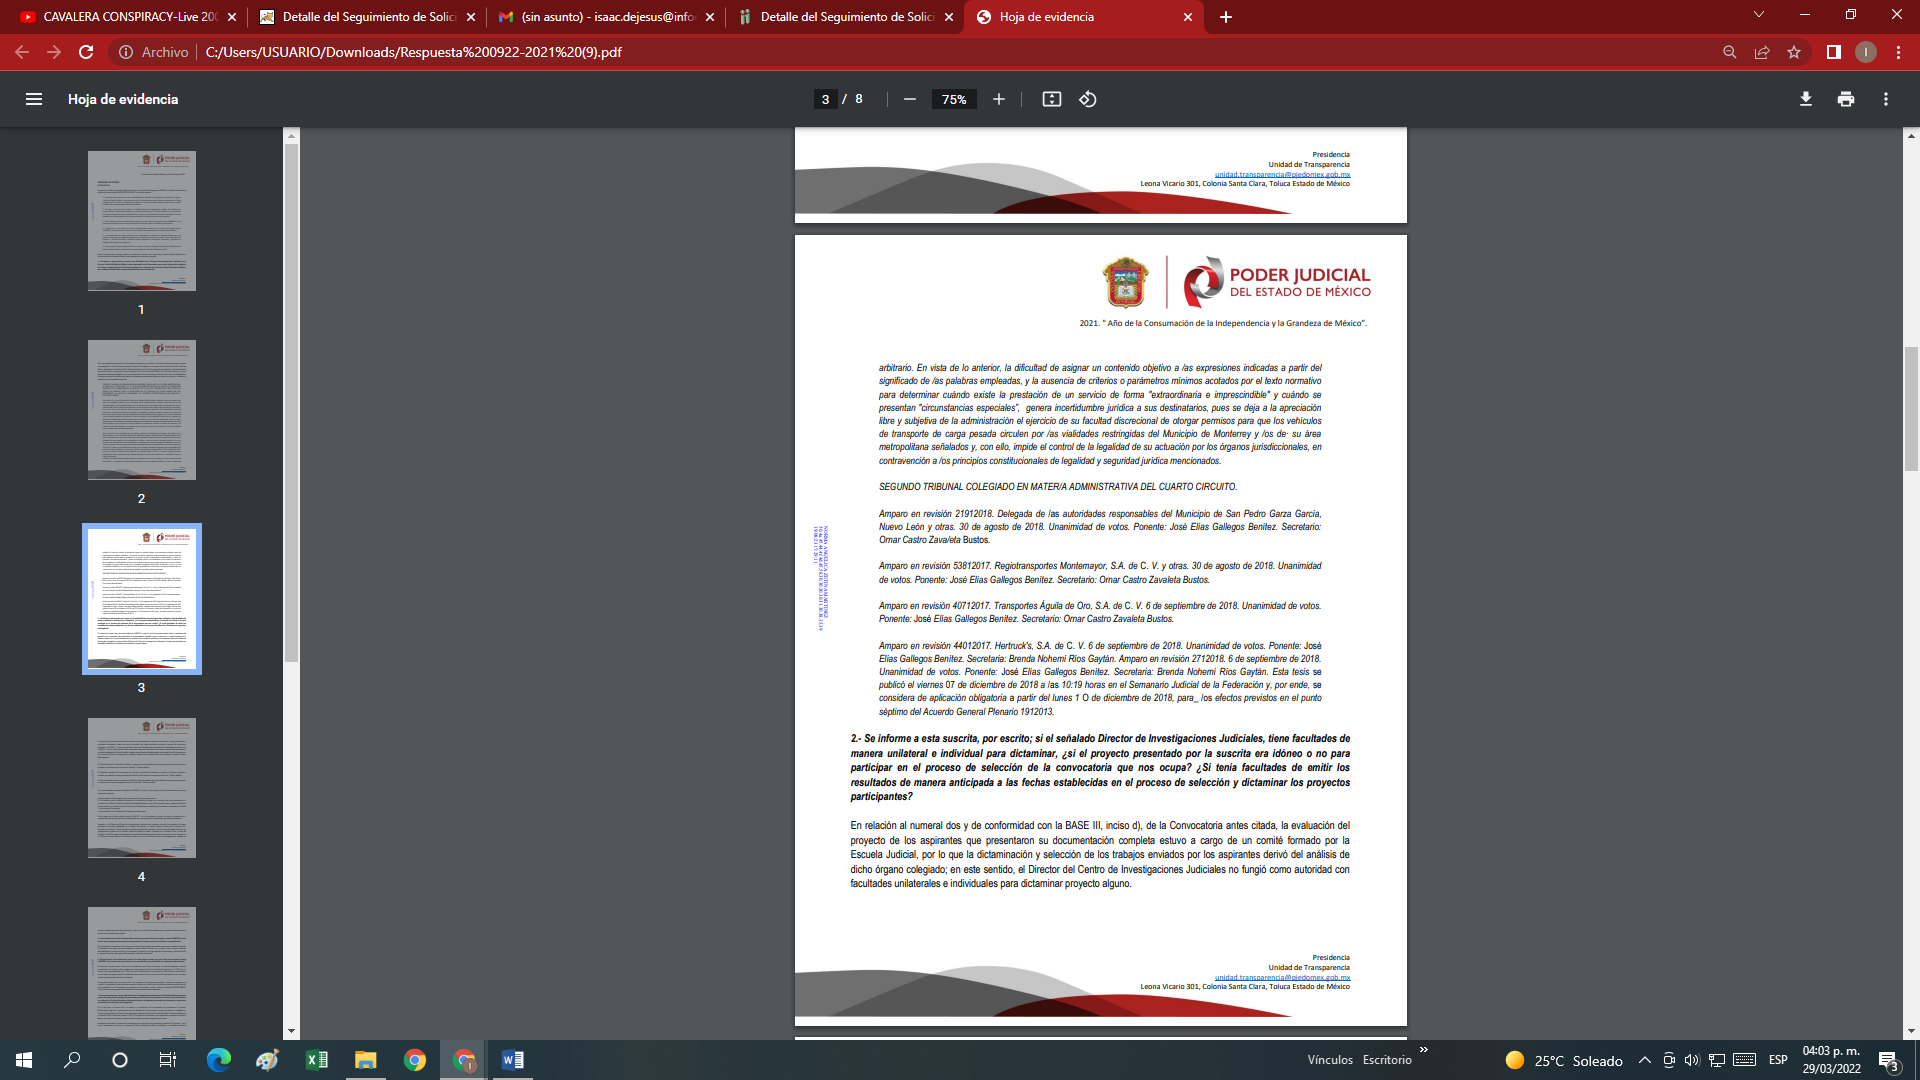 CAVALERA CONSPIRACY-Live 200
Detalle del Seguimiento de Solici
(sin asunto) - isaac.dejesus@info
Detalle del Seguimiento de Solici
Hoja de evidencia
Archivo
C:/Users/USUARIO/Downloads/Respuesta%200922-2021%20(9).pdf
I
Hoja de evidencia
3 / 8
75%
1
2
3
4
Presidencia
Unidad de Transparencia
unidad.transparencia@pjedomex.gob.mx
Leona Vicario 301, Colonia Santa Clara, Toluca Estado de México
PODER JUDICIAL
DEL ESTADO DE MÉXICO
2021. " Año de la Consumación de la Independencia y la Grandeza de México".
arbitrario. En vista de lo anterior, la dificultad de asignar un contenido objetivo a /as expresiones indicadas a partir del
significado de /as palabras empleadas, y la ausencia de criterios o parámetros mínimos acotados por el texto normativo
para determinar cuándo existe la prestación de un servicio de forma "extraordinaria e imprescindible" y cuándo se
presentan "circunstancias especiales", genera incertidumbre jurídica a sus destinatarios, pues se deja a la apreciación
libre y subjetiva de la administración el ejercicio de su facultad discrecional de otorgar permisos para que los vehículos
de transporte de carga pesada circulen por /as vialidades restringidas del Municipio de Monterrey y /os de· su área
metropolitana señalados y, con ello, impide el control de la legalidad de su actuación por los órganos jurisdiccionales, en
contravención a /os principios constitucionales de legalidad y seguridad jurídica mencionados.
SEGUNDO TRIBUNAL COLEGIADO EN MATER/A ADMINISTRATIVA DEL CUARTO CIRCUITO.
Amparo en revisión 21912018. Delegada de /as autoridades responsables del Municipio de San Pedro Garza García,
Nuevo León y otras. 30 de agosto de 2018. Unanimidad de votos. Ponente: José Elías Gallegos Benítez. Secretario:
Omar Castro Zava/eta Bustos.
Amparo en revisión 53812017. Regiotransportes Montemayor, S.A. de C. V. y otras. 30 de agosto de 2018. Unanimidad
de votos. Ponente: José Elías Gallegos Benítez. Secretario: Omar Castro Zavaleta Bustos.
Amparo en revisión 40712017. Transportes Águila de Oro, S.A. de C. V. 6 de septiembre de 2018. Unanimidad de votos.
Ponente: José Elías Gallegos Benítez. Secretario: Omar Castro Zavaleta Bustos.
Amparo en revisión 44012017. Hertruck's, S.A. de C. V. 6 de septiembre de 2018. Unanimidad de votos. Ponente: José
Elías Gallegos Benítez. Secretaria: Brenda Nohemí Ríos Gaytán. Amparo en revisión 2712018. 6 de septiembre de 2018.
Unanimidad de votos. Ponente: José Elías Gallegos Benítez. Secretaria: Brenda Nohemí Ríos Gaytán. Esta tesis se
publicó el viernes 07 de diciembre de 2018 a /as 10:19 horas en el Semanario Judicial de la Federación y, por ende, se
considera de aplicación obligatoria a partir del lunes 1 O de diciembre de 2018, para_ /os efectos previstos en el punto
séptimo del Acuerdo General Plenario 1912013.
2.- Se informe a esta suscrita, por escrito; si el señalado Director de Investigaciones Judiciales, tiene facultades de
manera unilateral e individual para dictaminar, ¿si el proyecto presentado por la suscrita era idóneo o no para
participar en el proceso de selección de la convocatoria que nos ocupa? ¿Si tenía facultades de emitir los
resultados de manera anticipada a las fechas establecidas en el proceso de selección y dictaminar los proyectos
participantes?
En relación al numeral dos y de conformidad con la BASE III, inciso d), de la Convocatoria antes citada, la evaluación del
proyecto de los aspirantes que presentaron su documentación completa estuvo a cargo de un comité formado por la
Escuela Judicial, por lo que la dictaminación y selección de los trabajos enviados por los aspirantes derivó del análisis de
dicho órgano colegiado; en este sentido, el Director del Centro de Investigaciones Judiciales no fungió como autoridad con
facultades unilaterales e individuales para dictaminar proyecto alguno.
Presidencia
Unidad de Transparencia
unidad.transparencia@pjedomex.gob.mx
Leona Vicario 301, Colonia Santa Clara, Toluca Estado de México
Vínculos
Escritorio
25°C Soleado
ESP
04:03 p. m.
29/03/2022
3